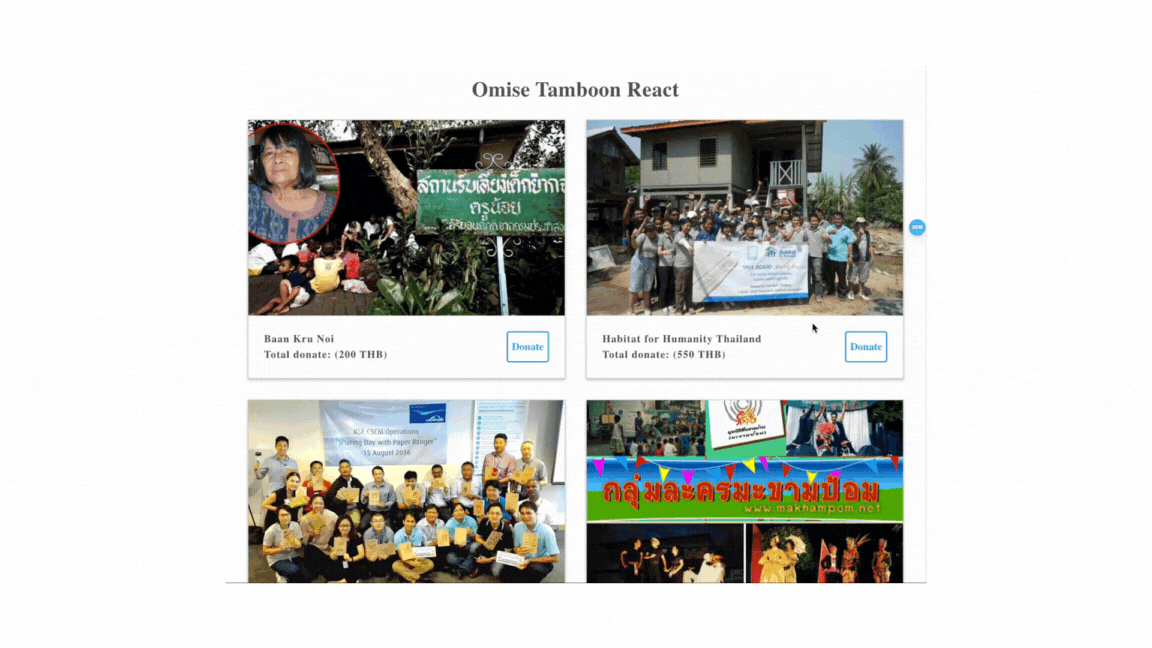 Omise Tamboon React
สถานรับเลี้ยงเด็กยากจ
ครูน้อย
Baan Kru Noi
Total donate: (200 THB)
Donate
VIVA BOARD
Habitat for Humanity Thailand
Total donate: (550 THB)
Donate
CSCM Operations
"Sharing Day with Paper Ranger"
15 August 2016
กลุ่มละครมะขามป้อม
www.makhampom.net